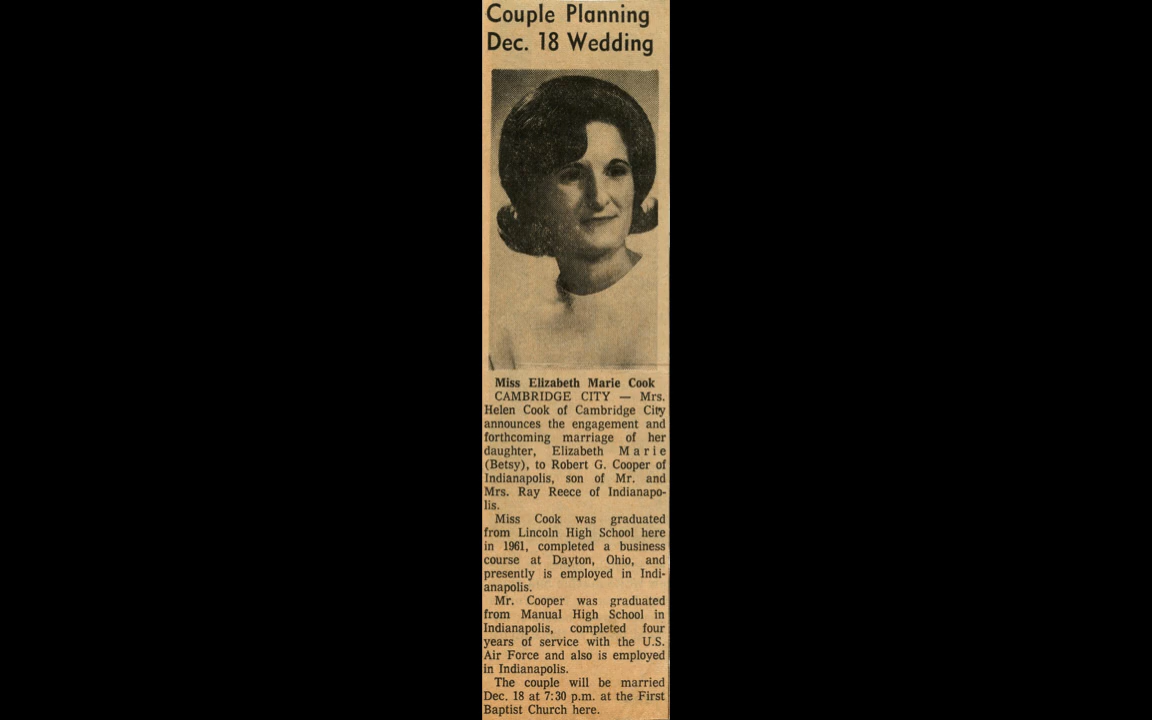 Couple Planning
Dec. 18 Wedding
Miss Elizabeth Marie Cook
CAMBRIDGE CITY — Mrs.
Helen Cook of Cambridge City
announces the engagement and
forthcoming marriage of her
daughter, Elizabeth Marie
(Betsy), to Robert G. Cooper of
Indianapolis, son of Mr. and
Mrs. Ray Reece of Indianapo-
lis.
Miss Cook was graduated
from Lincoln High School here
in 1961, completed a business
course at Dayton, Ohio, and
presently is employed in Indi-
anapolis.
Mr. Cooper was graduated
from Manual High School in
Indianapolis, completed four
years of service with the U.S.
Air Force and also is employed
in Indianapolis.
The couple will be married
Dec. 18 at 7:30 p.m. at the First
Baptist Church here.